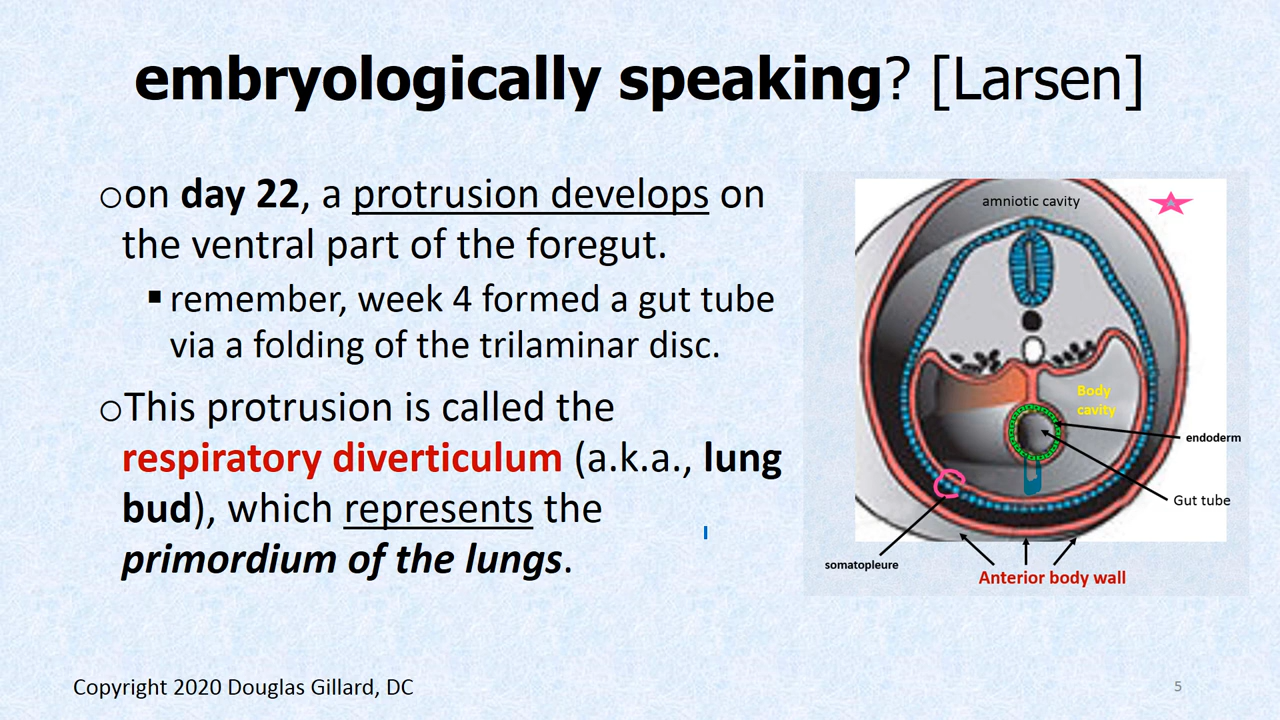 embryologically speaking? [Larsen]
○on day 22, a protrusion develops on
the ventral part of the foregut.
▪ remember, week 4 formed a gut tube
via a folding of the trilaminar disc.
○This protrusion is called the
respiratory diverticulum (a.k.a., lung
bud), which represents the
primordium of the lungs.
amniotic cavity
Body
cavity
endoderm
Gut tube
somatopleure
Anterior body wall
Copyright 2020 Douglas Gillard, DC
5